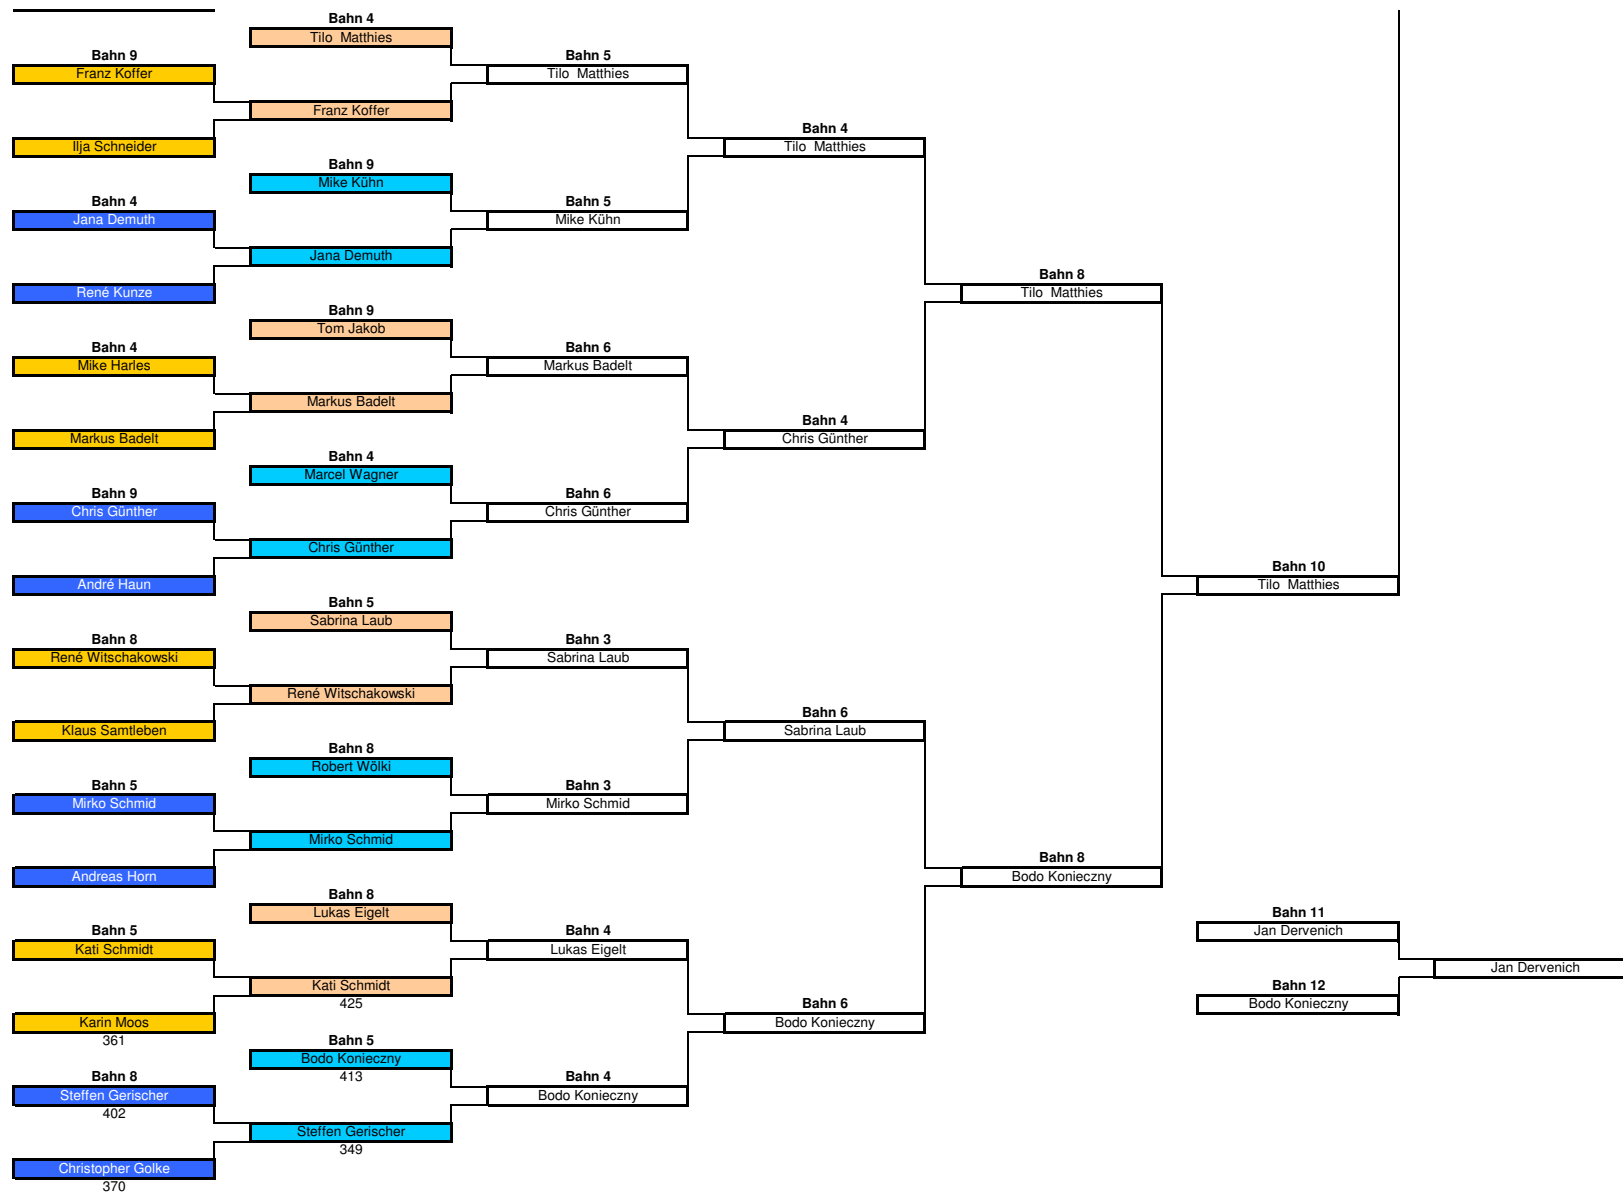 Bahn 4
Tilo  Matthies
Bahn 9
Bahn 5
Franz Koffer
Tilo  Matthies
Franz Koffer
Bahn 4
Ilja Schneider
Tilo  Matthies
Bahn 9
Mike Kühn
Bahn 4
Bahn 5
Jana Demuth
Mike Kühn
Jana Demuth
Bahn 8
René Kunze
Tilo  Matthies
Bahn 9
Tom Jakob
Bahn 4
Bahn 6
Mike Harles
Markus Badelt
Markus Badelt
Bahn 4
Markus Badelt
Chris Günther
Bahn 4
Marcel Wagner
Bahn 9
Bahn 6
Chris Günther
Chris Günther
Chris Günther
Bahn 10
André Haun
Tilo  Matthies
Bahn 5
Sabrina Laub
Bahn 8
Bahn 3
René Witschakowski
Sabrina Laub
René Witschakowski
Bahn 6
Klaus Samtleben
Sabrina Laub
Bahn 8
Robert Wölki
Bahn 5
Bahn 3
Mirko Schmid
Mirko Schmid
Mirko Schmid
Bahn 8
Andreas Horn
Bodo Konieczny
Bahn 8
Lukas Eigelt
Bahn 11
Jan Dervenich
Bahn 5
Bahn 4
Kati Schmidt
Lukas Eigelt
Jan Dervenich
Kati Schmidt
425
Bahn 12
Bodo Konieczny
Bahn 6
Karin Moos
Bodo Konieczny
361
Bahn 5
Bodo Konieczny
413
Bahn 8
Bahn 4
Steffen Gerischer
Bodo Konieczny
402
Steffen Gerischer
349
Christopher Golke
370